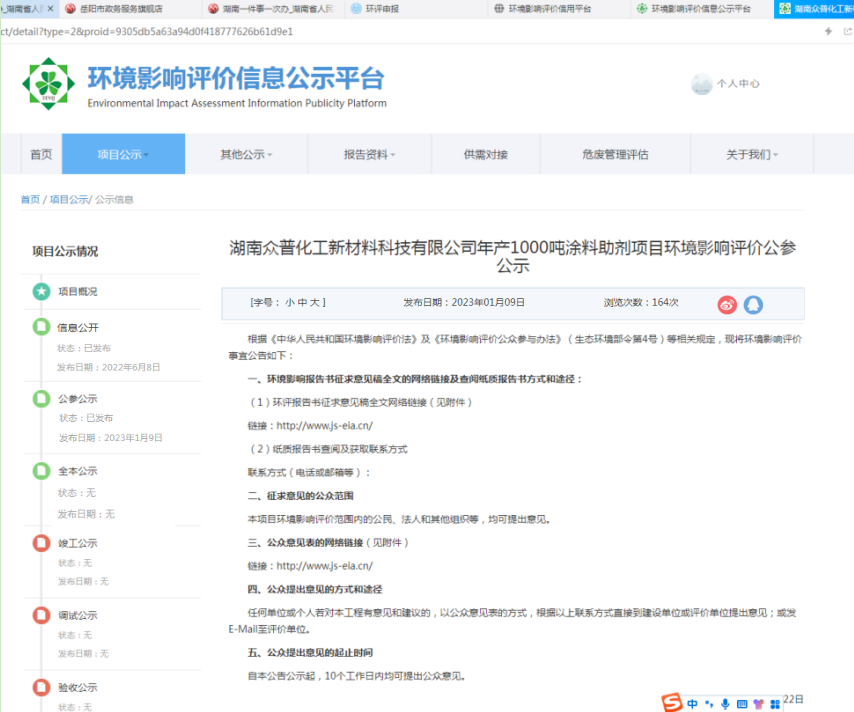 湖南省人
岳阳市政务服务旗舰店
湖南一件事一次办_湖南省人民
环评申报
环境影响评价信用平台
环境影响评价信息公示平台
湖南众普化工新
ct/detail?type=2&proid=9305db5a63a94d0f418777626b61d9e1
环境影响评价信息公示平台
Environmental Impact Assessment Information Publicity Platform
个人中心
首页
项目公示
其他公示
报告资料
供需对接
危废管理评估
关于我们
首页 / 项目公示/ 公示信息
项目公示情况
项目概况
信息公开
状态：已发布
发布日期：2022年6月8日
公参公示
状态：已发布
发布日期：2023年1月9日
全本公示
状态：无
发布日期：无
竣工公示
状态：无
发布日期：无
调试公示
状态：无
发布日期：无
验收公示
状态：无
湖南众普化工新材料科技有限公司年产1000吨涂料助剂项目环境影响评价公参
公示
[字号： 小 中 大 ]
发布日期：2023年01月09日
浏览次数：164次
根据《中华人民共和国环境影响评价法》及《环境影响评价公众参与办法》（生态环境部令第4号）等相关规定，现将环境影响评价
事宜公告如下：
一、环境影响报告书征求意见稿全文的网络链接及查阅纸质报告书方式和途径：
（1）环评报告书征求意见稿全文网络链接（见附件）
链接：http://www.js-eia.cn/
（2）纸质报告书查阅及获取联系方式
联系方式（电话或邮箱等）：
二、征求意见的公众范围
本项目环境影响评价范围内的公民、法人和其他组织等，均可提出意见。
三、公众意见表的网络链接（见附件）
链接：http://www.js-eia.cn/
四、公众提出意见的方式和途径
任何单位或个人若对本工程有意见和建议的，以公众意见表的方式，根据以上联系方式直接到建设单位或评价单位提出意见；或发
E-Mail至评价单位。
五、公众提出意见的起止时间
自本公告公示起，10个工作日内均可提出公众意见。
中
22日